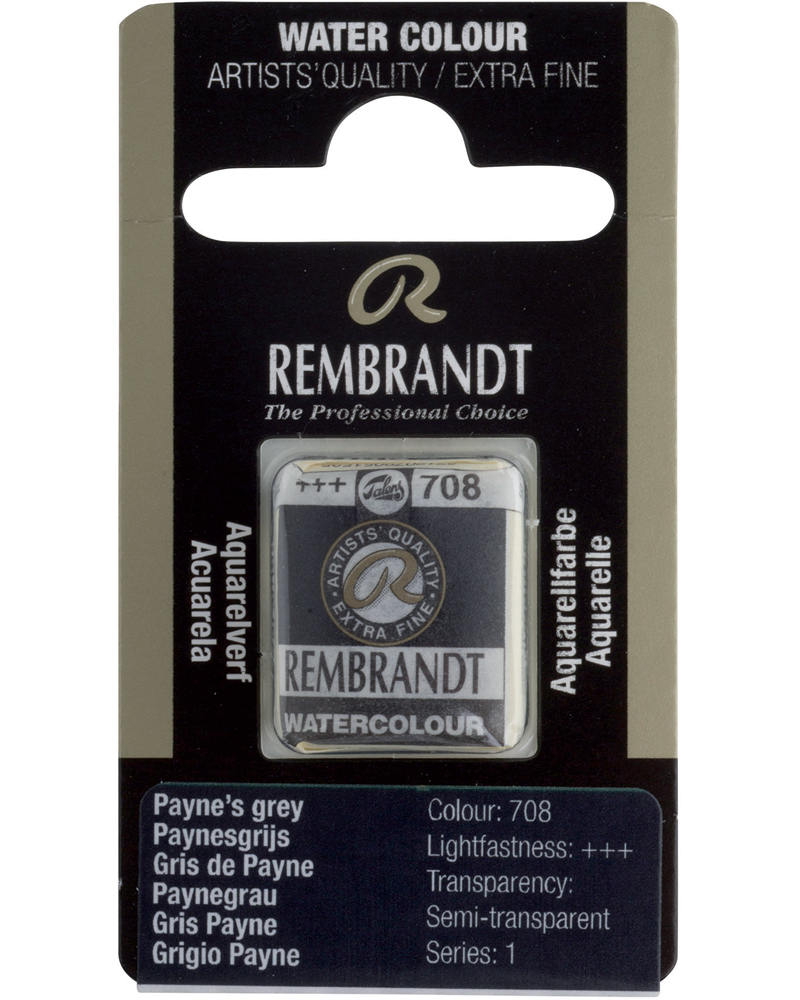 WATER COLOUR
ARTISTS' QUALITY / EXTRA FINE
R
REMBRANDT
The Professional Choice
+++ Talens 708
ARTISTS' QUALITY
R
EXTRA FINE
REMBRANDT
WATERCOLOUR
Aquarelverf
Acuarela
Aquarellfarbe
Aquarelle
Payne's grey
Paynesgrijs
Gris de Payne
Paynegrau
Gris Payne
Grigio Payne
Colour: 708
Lightfastness: +++
Transparency:
Semi-transparent
Series: 1